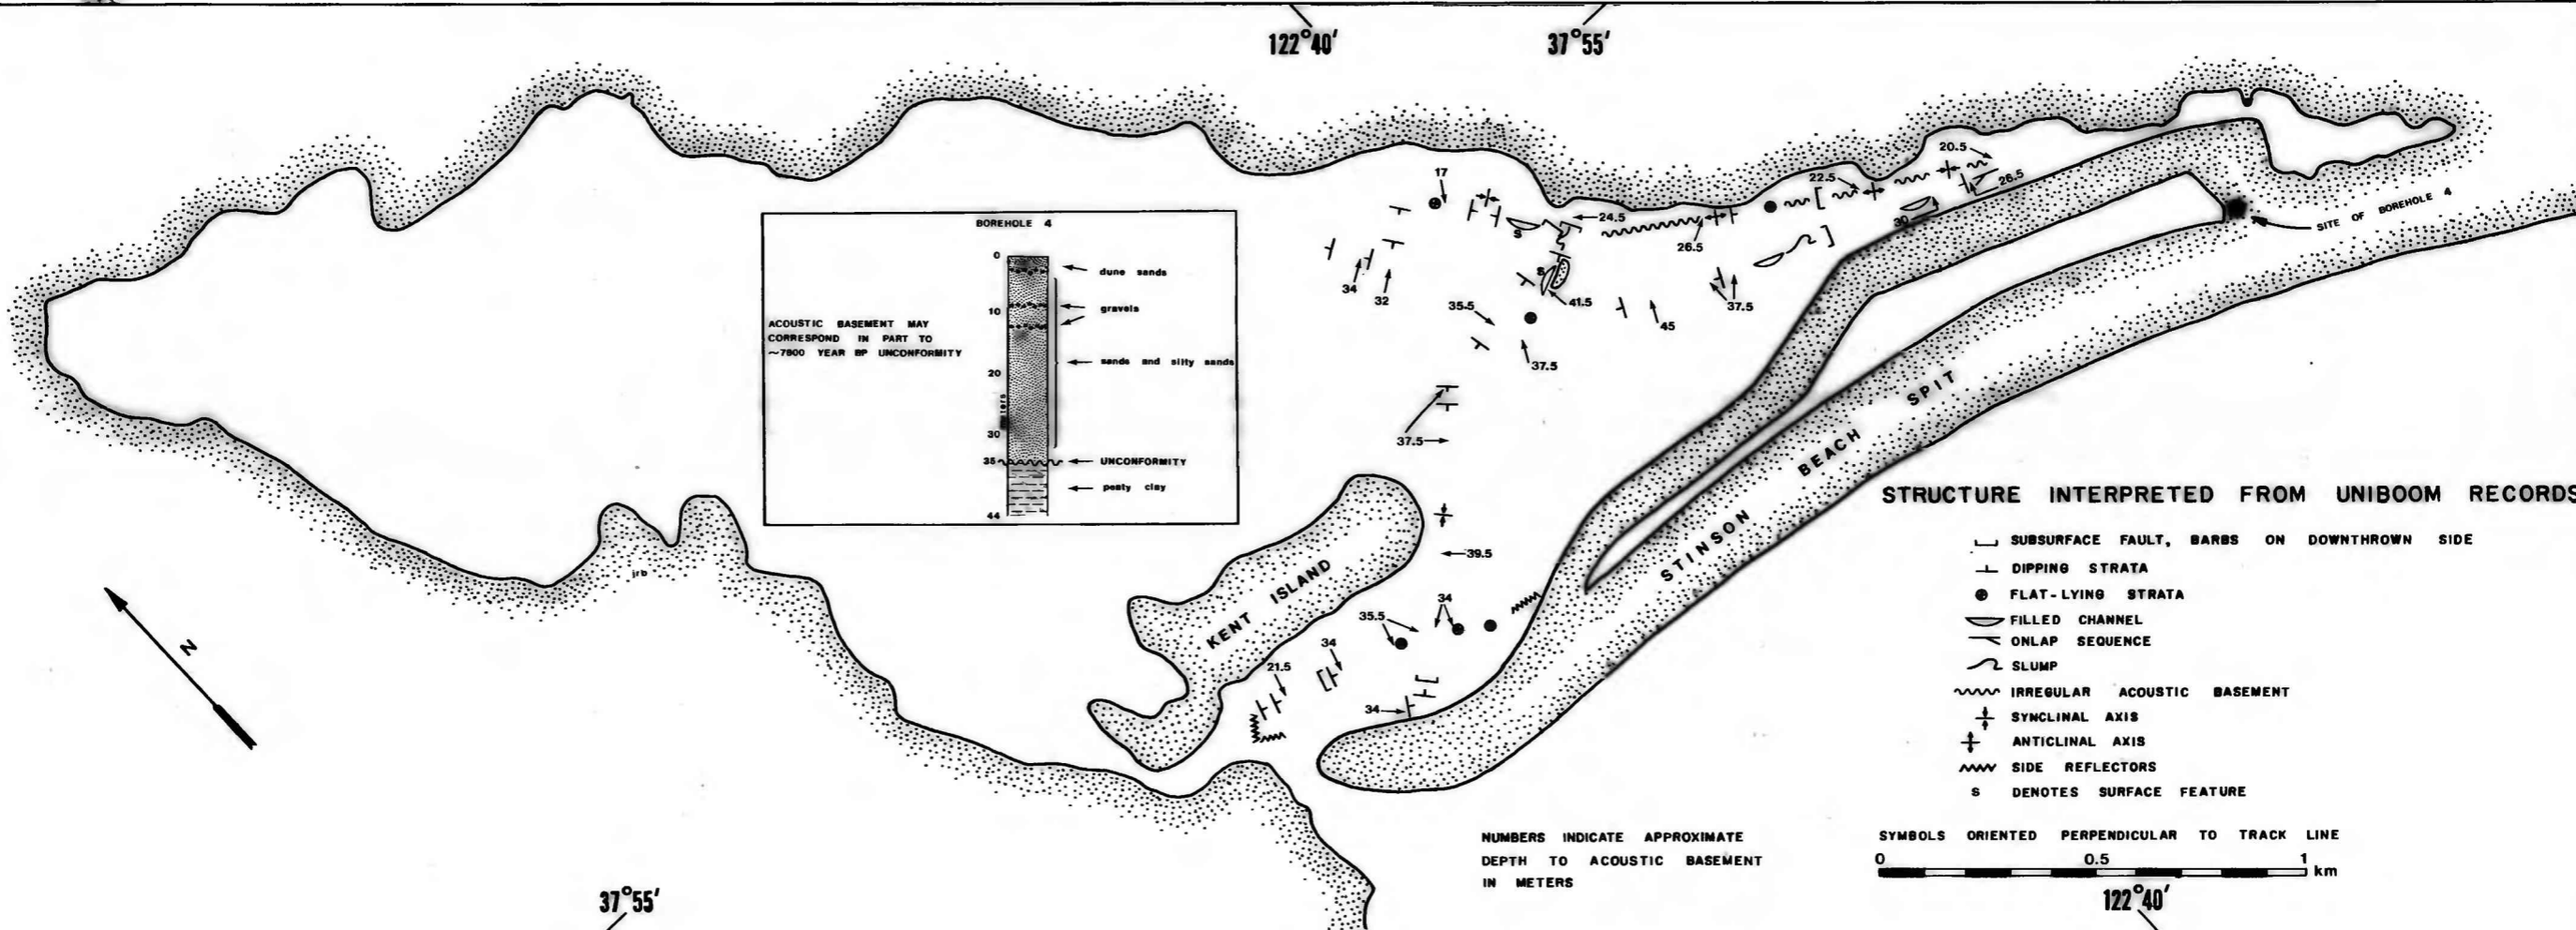 122°40'
37°55'
17
20.5
22.5
26.5
30
24.5
26.5
SITE OF BOREHOLE 4
S
S
34
32
41.5
37.5
45
35.5
37.5
37.5
BOREHOLE 4
0
dune sands
gravels
10
ACOUSTIC BASEMENT MAY
CORRESPOND IN PART TO
~7800 YEAR BP UNCONFORMITY
sands and silty sands
20
meters
30
35
UNCONFORMITY
peaty clay
44
STINSON BEACH SPIT
KENT ISLAND
39.5
34
35.5
34
21.5
34
jrb
N
STRUCTURE INTERPRETED FROM UNIBOOM RECORDS
SUBSURFACE FAULT, BARBS ON DOWNTHROWN SIDE
DIPPING STRATA
FLAT-LYING STRATA
FILLED CHANNEL
ONLAP SEQUENCE
SLUMP
IRREGULAR ACOUSTIC BASEMENT
SYNCLINAL AXIS
ANTICLINAL AXIS
SIDE REFLECTORS
S DENOTES SURFACE FEATURE
NUMBERS INDICATE APPROXIMATE
DEPTH TO ACOUSTIC BASEMENT
IN METERS
SYMBOLS ORIENTED PERPENDICULAR TO TRACK LINE
0 0.5 1
km
37°55'
122°40'